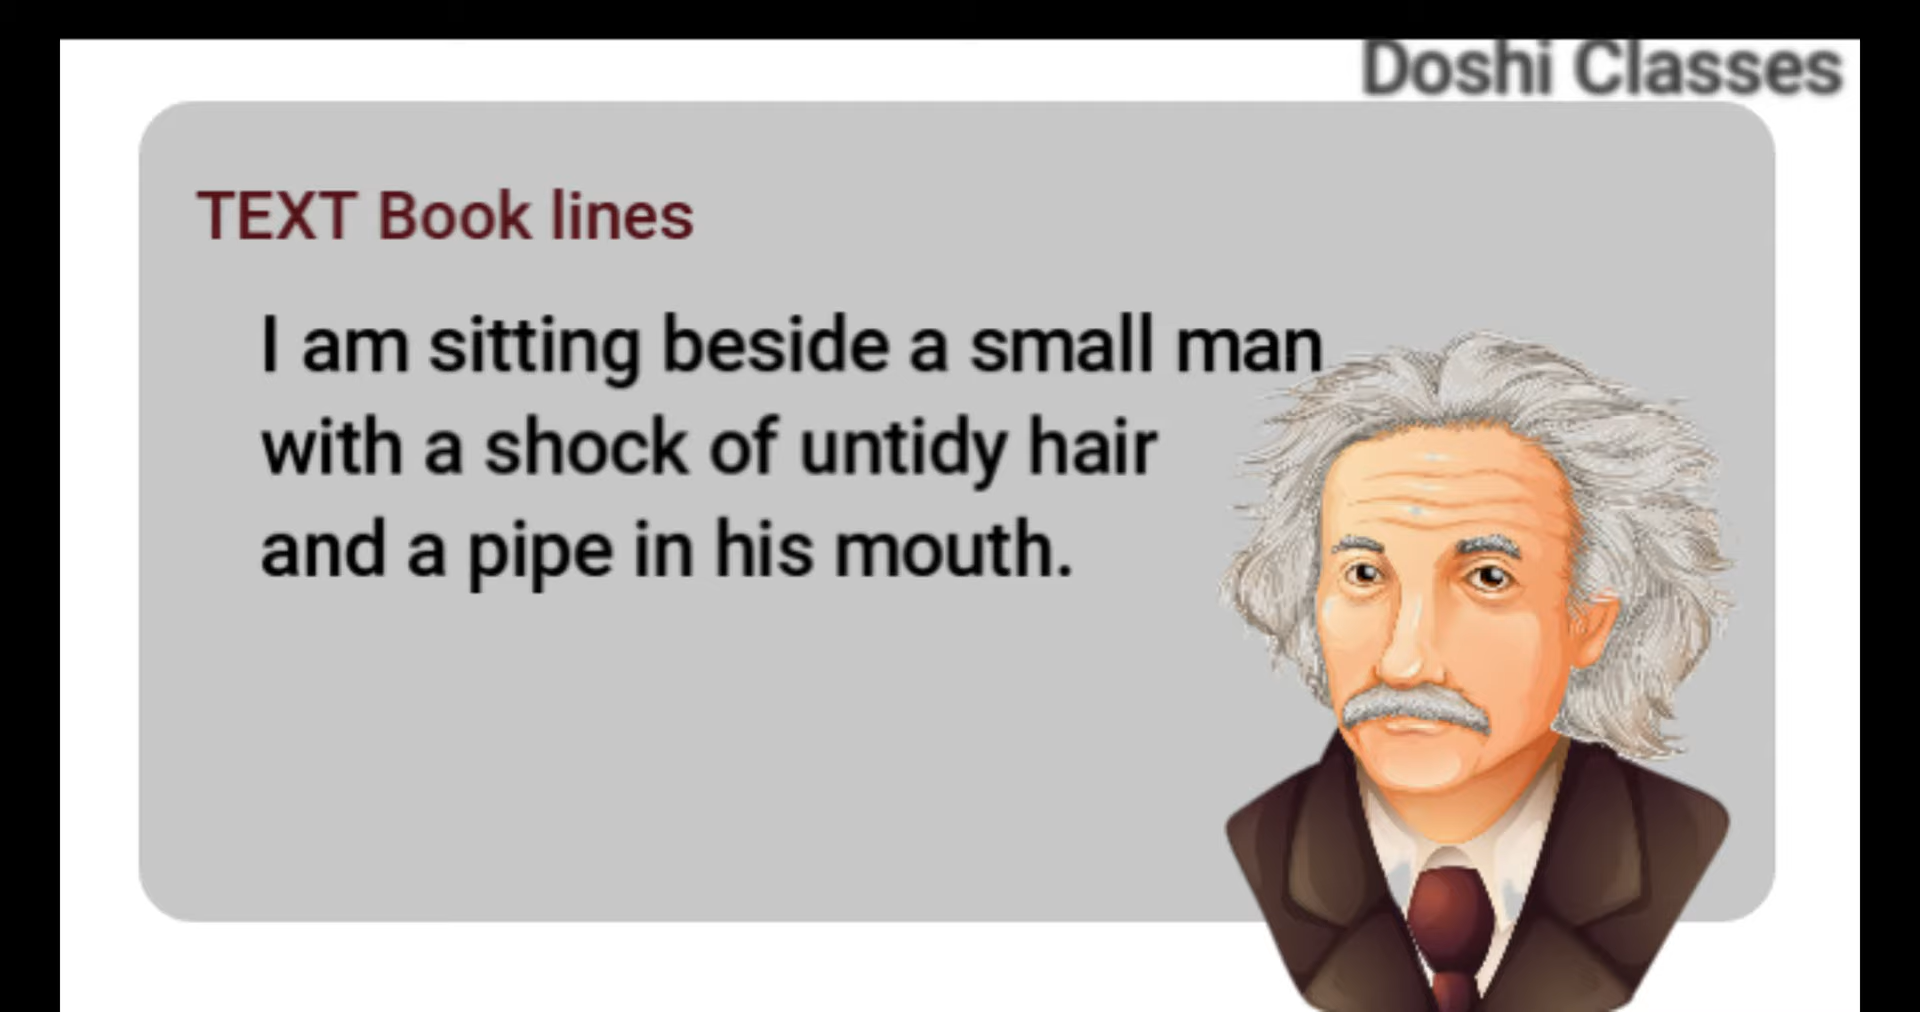 Doshi Classes
TEXT Book lines
I am sitting beside a small man
with a shock of untidy hair
and a pipe in his mouth.